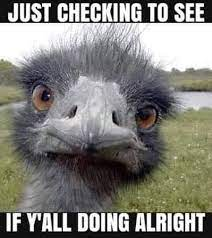 JUST CHECKING TO SEE
IF Y'ALL DOING ALRIGHT